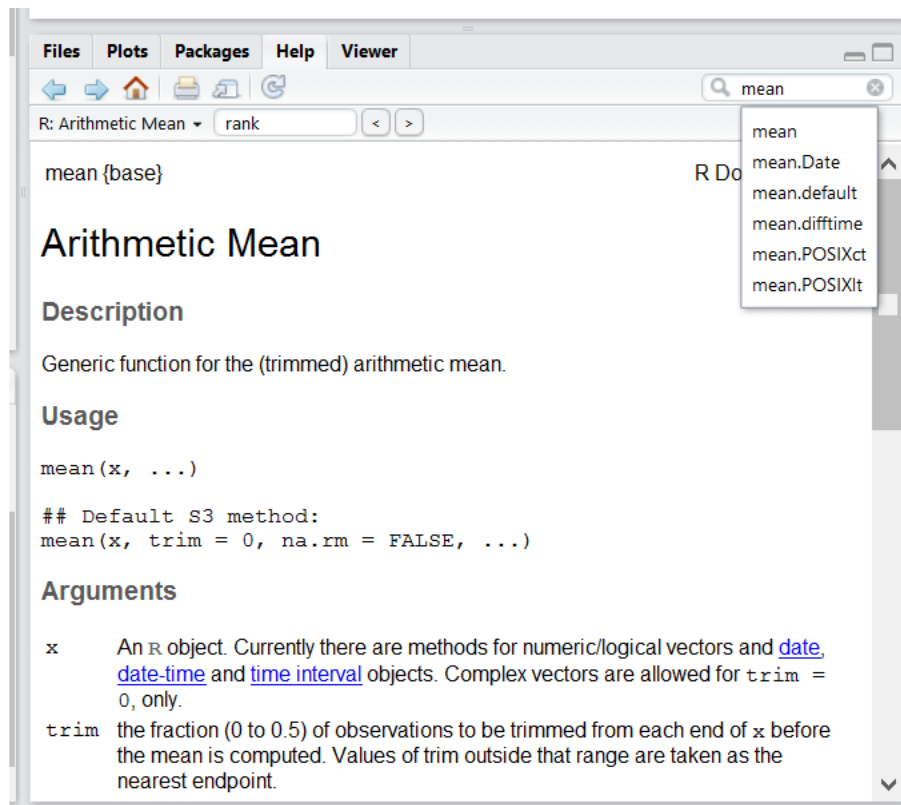 Files Plots Packages Help Viewer
mean
R: Arithmetic Mean rank < >
mean
mean.Date
mean.default
mean.difftime
mean.POSIXct
mean.POSIXlt
mean {base} R Do
Arithmetic Mean
Description
Generic function for the (trimmed) arithmetic mean.
Usage
mean(x, ...)
## Default S3 method:
mean(x, trim = 0, na.rm = FALSE, ...)
Arguments
x An R object. Currently there are methods for numeric/logical vectors and date,
date-time and time interval objects. Complex vectors are allowed for trim =
0, only.
trim the fraction (0 to 0.5) of observations to be trimmed from each end of x before
the mean is computed. Values of trim outside that range are taken as the
nearest endpoint.